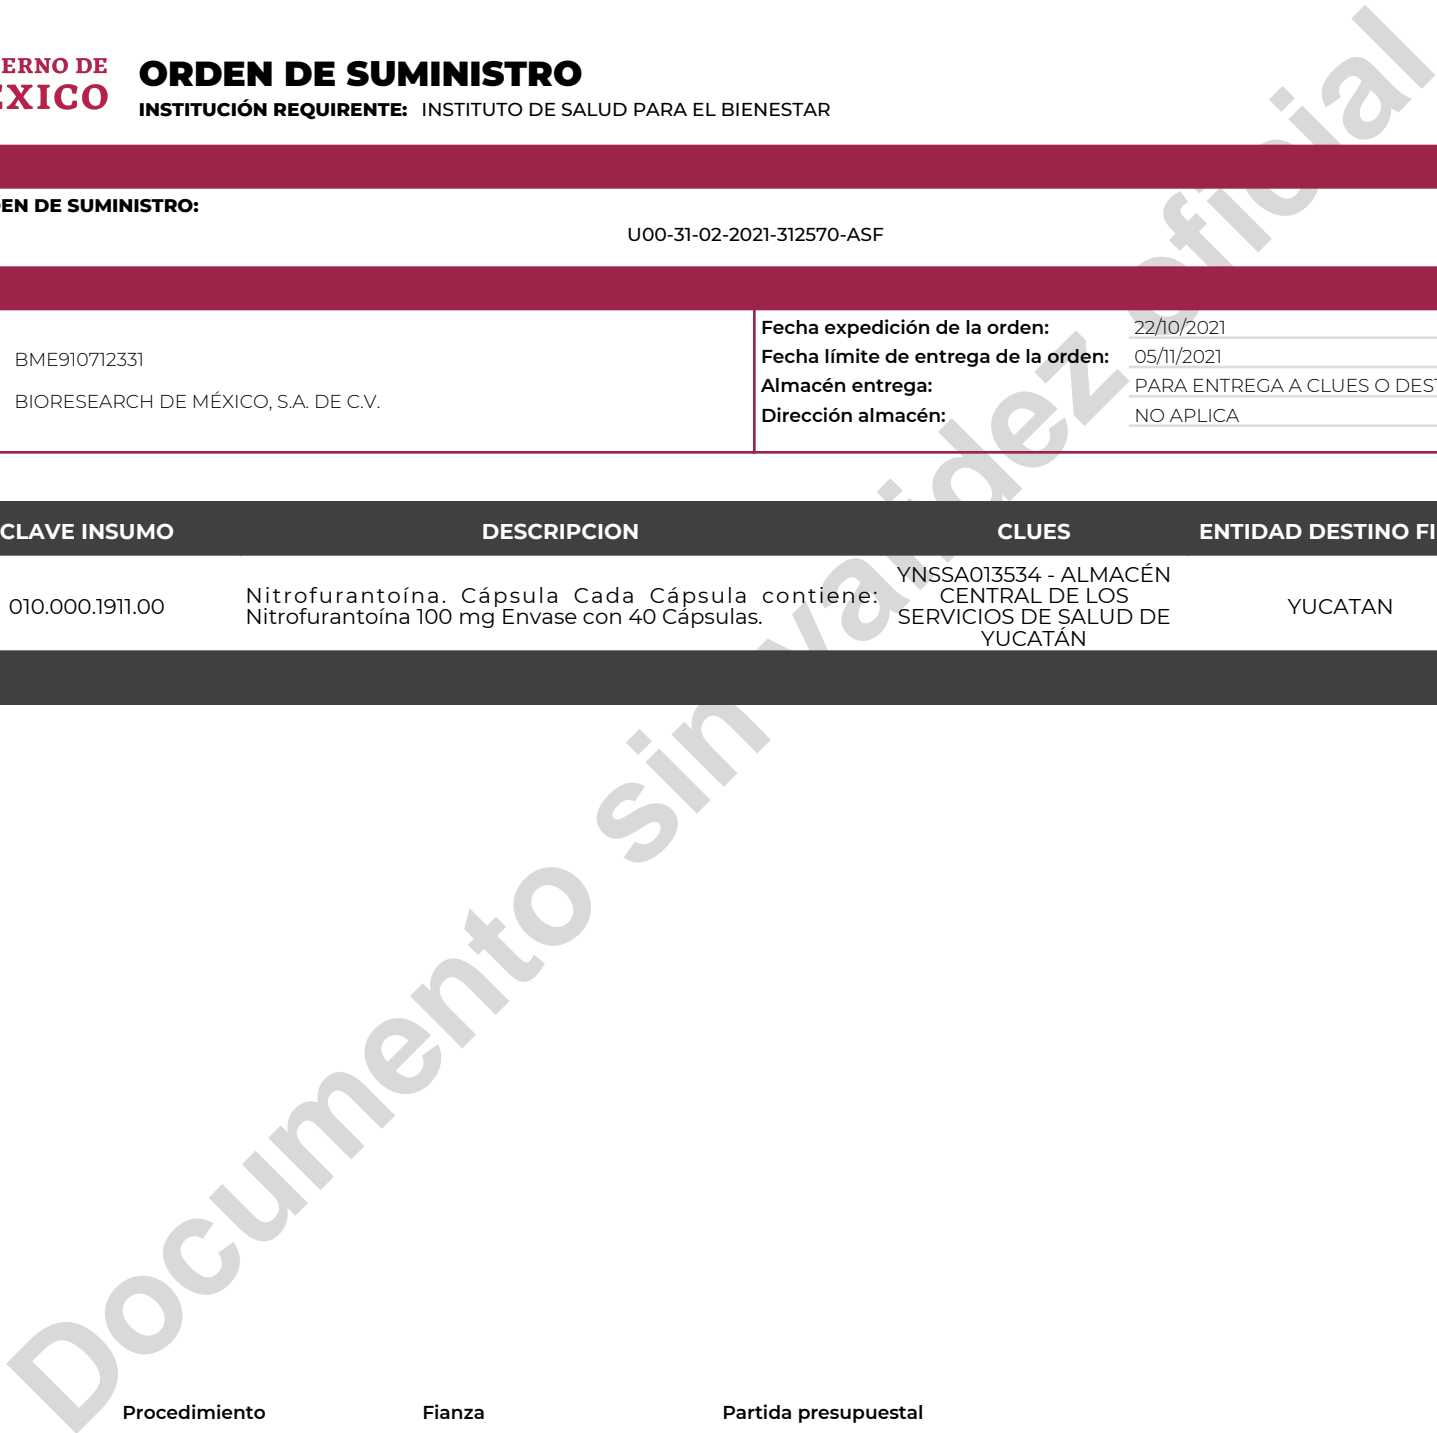 ERNO DE
ÉXICO
ORDEN DE SUMINISTRO
INSTITUCIÓN REQUIRENTE: INSTITUTO DE SALUD PARA EL BIENESTAR
EN DE SUMINISTRO:
U00-31-02-2021-312570-ASF
BME910712331
BIORESEARCH DE MÉXICO, S.A. DE C.V.
Fecha expedición de la orden: 22/10/2021
Fecha límite de entrega de la orden: 05/11/2021
Almacén entrega: PARA ENTREGA A CLUES O DEST
Dirección almacén: NO APLICA
CLAVE INSUMO DESCRIPCION CLUES ENTIDAD DESTINO FI
010.000.1911.00
Nitrofurantoína. Cápsula Cada Cápsula contiene:
Nitrofurantoína 100 mg Envase con 40 Cápsulas.
YNSSA013534 - ALMACÉN
CENTRAL DE LOS
SERVICIOS DE SALUD DE
YUCATÁN
YUCATAN
Documento sin validez oficial
Procedimiento Fianza Partida presupuestal